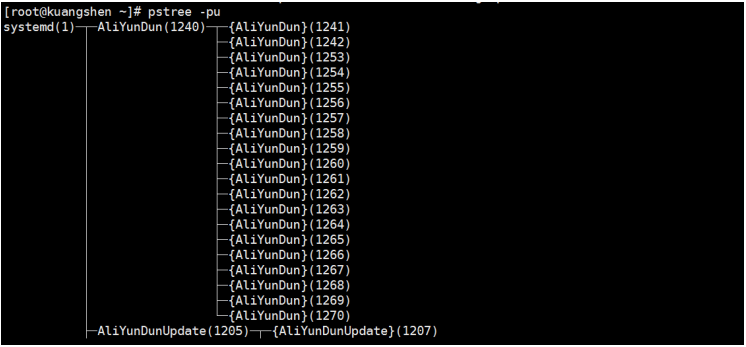 [root@kuangshen ~]# pstree -pu
systemd(1)─┬─AliYunDun(1240)─┬─{AliYunDun}(1241)
           │                 ├─{AliYunDun}(1242)
           │                 ├─{AliYunDun}(1253)
           │                 ├─{AliYunDun}(1254)
           │                 ├─{AliYunDun}(1255)
           │                 ├─{AliYunDun}(1256)
           │                 ├─{AliYunDun}(1257)
           │                 ├─{AliYunDun}(1258)
           │                 ├─{AliYunDun}(1259)
           │                 ├─{AliYunDun}(1260)
           │                 ├─{AliYunDun}(1261)
           │                 ├─{AliYunDun}(1262)
           │                 ├─{AliYunDun}(1263)
           │                 ├─{AliYunDun}(1264)
           │                 ├─{AliYunDun}(1265)
           │                 ├─{AliYunDun}(1266)
           │                 ├─{AliYunDun}(1267)
           │                 ├─{AliYunDun}(1268)
           │                 ├─{AliYunDun}(1269)
           │                 └─{AliYunDun}(1270)
           ├─AliYunDunUpdate(1205)─┬─{AliYunDunUpdate}(1207)